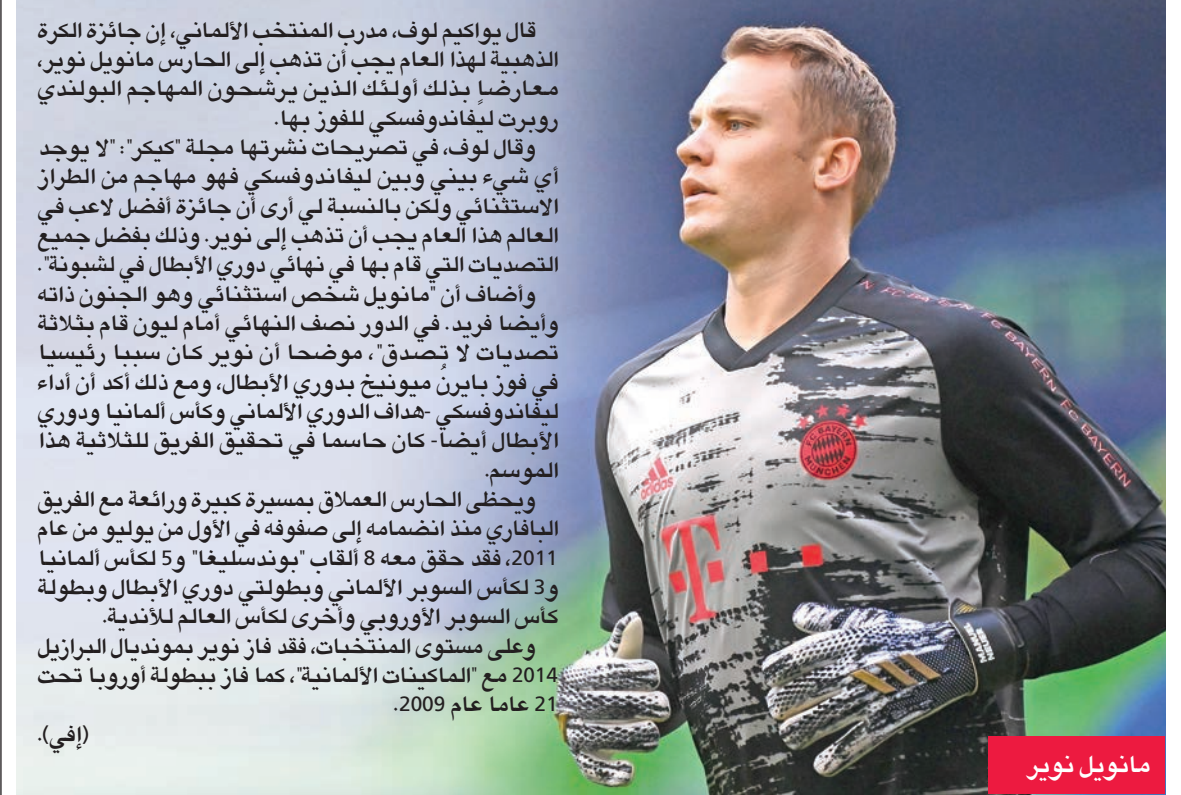 قال يواكيم لوف، مدرب المنتخب الألماني، إن جائزة الكرة
الذهبية لهذا العام يجب أن تذهب إلى الحارس مانويل نوير،
معارضاً بذلك أولئك الذين يرشحون المهاجم البولندي
روبرت ليفاندوفسكي للفوز بها.
وقال لوف، في تصريحات نشرتها مجلة "كيكر": "لا يوجد
أي شيء بيني وبين ليفاندوفسكي فهو مهاجم من الطراز
الاستثنائي ولكن بالنسبة لي أرى أن جائزة أفضل لاعب في
العالم هذا العام يجب أن تذهب إلى نوير. وذلك بفضل جميع
التصديات التي قام بها في نهائي دوري الأبطال في لشبونة".
وأضاف أن "مانويل شخص استثنائي وهو الجنون ذاته
وأيضا فريد. في الدور نصف النهائي أمام ليون قام بثلاثة
تصديات لا تصدق"، موضحا أن نوير كان سببا رئيسيا
في فوز بايرنُ ميونيخ بدوري الأبطال، ومع ذلك أكد أن أداء
ليفاندوفسكي -هداف الدوري الألماني وكأس ألمانيا ودوري
الأبطال أيضاً- كان حاسما في تحقيق الفريق للثلاثية هذا
الموسم.
ويحظى الحارس العملاق بمسيرة كبيرة ورائعة مع الفريق
البافاري منذ انضمامه إلى صفوفه في الأول من يوليو من عام
2011، فقد حقق معه 8 ألقاب "بوندسليغا" و5 لكأس ألمانيا
و3 لكأس السوبر الألماني وبطولتي دوري الأبطال وبطولة
كأس السوبر الأوروبي وأخرى لكأس العالم للأندية.
وعلى مستوى المنتخبات، فقد فاز نوير بمونديال البرازيل
2014 مع "الماكينات الألمانية"، كما فاز ببطولة أوروبا تحت
21 عاما عام 2009.
(إفي).
FC BAYERN FC BAYERN
FC BAYERN
MÜNCHEN
adidas
T
MANUEL
NEUER
مانويل نوير